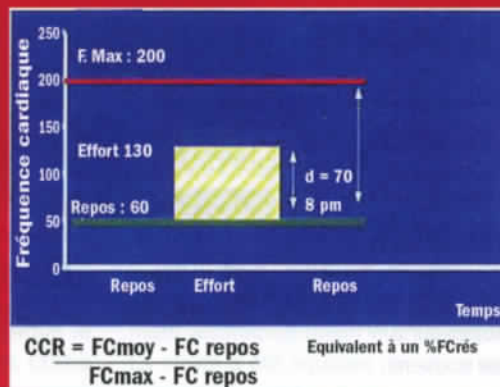 Fréquence cardiaque
250
200
150
100
50
0
F. Max : 200
Effort 130
d = 70
8 pm
Repos : 60
Repos Effort Repos
Temps
CCR = FCmoy - FC repos
FCmax - FC repos
Equivalent à un %FCrés